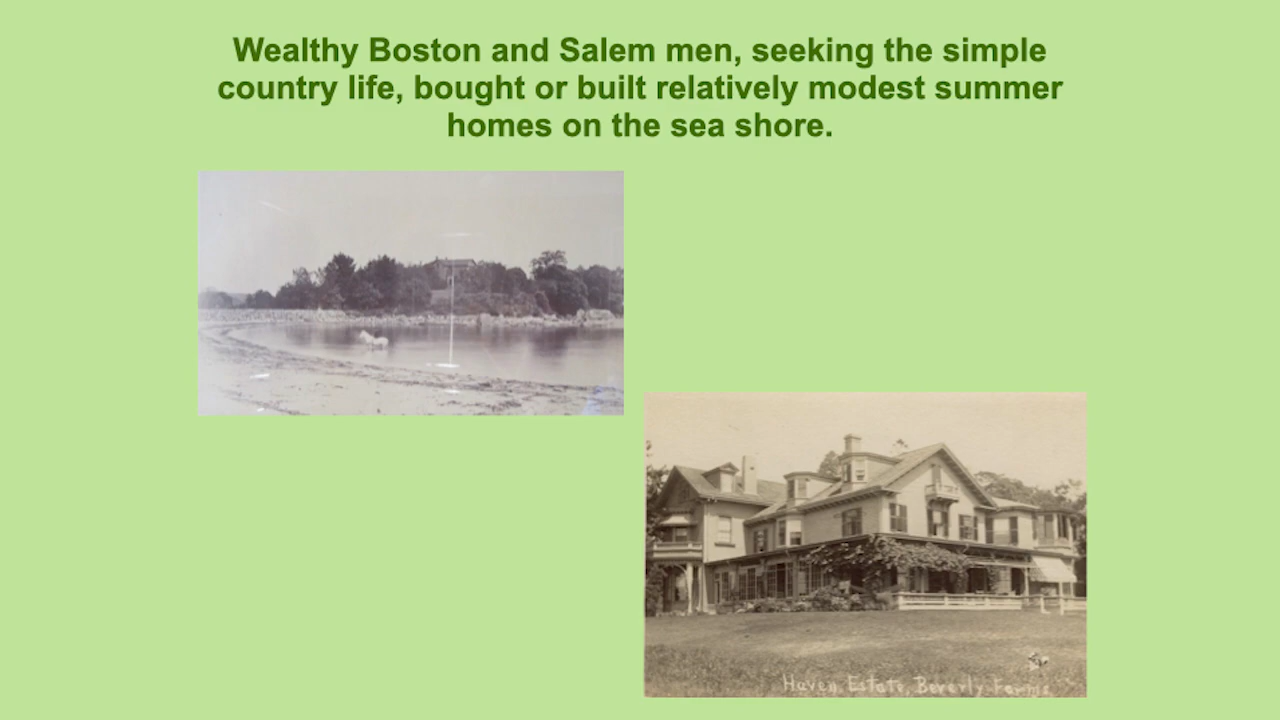 Wealthy Boston and Salem men, seeking the simple
country life, bought or built relatively modest summer
homes on the sea shore.
Haven Estate, Beverly Farms